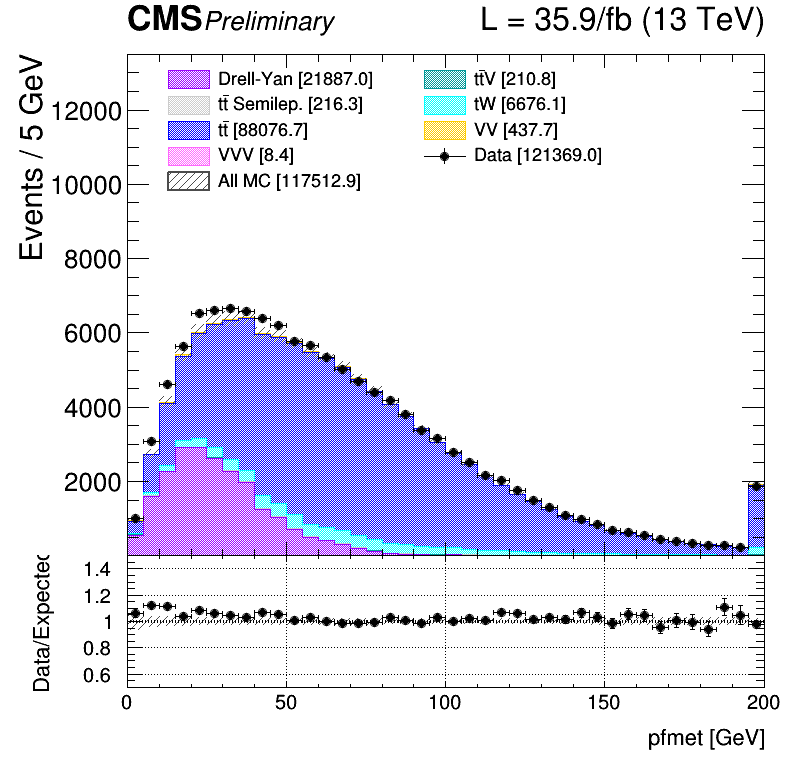 CMS Preliminary L = 35.9/fb (13 TeV)
Events / 5 GeV
Drell-Yan [21887.0]
tt̄ Semilep. [216.3]
tt̄ [88076.7]
VVV [8.4]
All MC [117512.9]
tt̄V [210.8]
tW [6676.1]
VV [437.7]
Data [121369.0]
12000
10000
8000
6000
4000
2000
Data/Expected
1.4
1.2
1
0.8
0.6
0 50 100 150 200
pfmet [GeV]